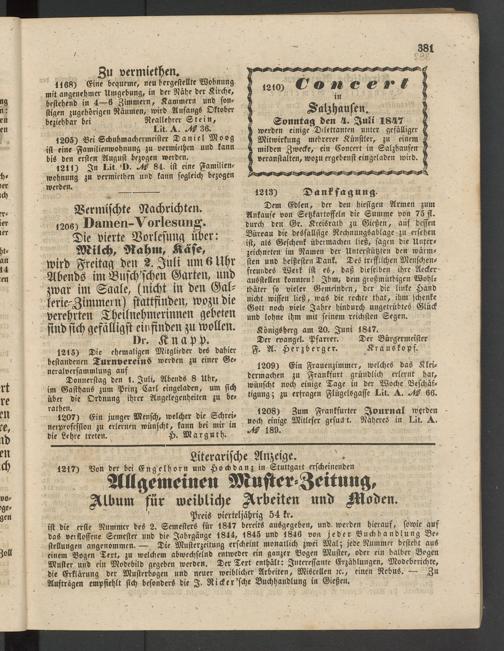 381
Zu vermiethen.
1168) Eine bequeme, neu hergestellte Wohnung
mit angenehmer Umgebung, in der Nähe der Kirche,
bestehend in 4—6 Zimmern, Kammern und son-
stigen zugehörigen Räumen, wird Anfangs Oktober
beziehbar bei Reallehrer Stein,
Lit. A. № 36.
1205) Bei Schuhmachermeister Daniel Moog
ist eine Familienwohnung zu vermiethen und kann
bis den ersten August bezogen werden.
1211) In Lit D. № 84. ist eine Familien-
wohnung zu vermiethen und kann sogleich bezogen
werden.
Vermischte Nachrichten.
1206) Damen-Vorlesung.
Die vierte Vorlesung über:
Milch, Rahm, Käse,
wird Freitag den 2. Juli um 6 Uhr
Abends im Busch'schen Garten, und
zwar im Saale, (nicht in den Gal-
lerie-Zimmern) stattfinden, wozu die
verehrten Theilnehmerinnen gebeten
sind sich gefälligst einfinden zu wollen.
Dr. Knapp.
1215) Die ehemaligen Mitglieder des dahier
bestandenen Turnvereins werden zu einer Ge-
neralversammlung auf
Donnerstag den 1. Juli, Abends 8 Uhr,
im Gasthaus zum Prinz Carl eingeladen, um sich
über die Ordnung ihrer Angelegenheiten zu be-
rathen.
1207) Ein junger Mensch, welcher die Schrei-
nerprofession zu erlernen wünscht, kann bei mir in
die Lehre treten. H. Marguth.
1210) Concert
in
Salzhausen.
Sonntag den 4. Juli 1847
werden einige Dilettanten unter gefälliger
Mitwirkung mehrerer Künstler, zu einem
milden Zwecke, ein Concert in Salzhausen
veranstalten, wozu ergebenst eingeladen wird.
1213) Danksagung.
Dem Edlen, der den hiesigen Armen zum
Ankaufe von Setzkartoffeln die Summe von 75 fl.
durch den Gr. Kreisrath zu Gießen, auf dessen
Büreau die desfallsige Rechnungsablage zu ersehen
ist, als Geschenk übermachen ließ, sagen die Unter-
zeichneten im Namen der Unterstützten den wärm-
sten und heißesten Dank. Des trefflichen Menschen-
freundes Werk ist es, daß dieselben ihre Aecker
ausstellen konnten! Ihm, dem großmüthigen Wohl-
thäter so vieler Gemeinden, der die linke Hand
nicht wissen ließ, was die rechte that, ihm schenke
Gott noch viele Jahre hindurch ungetrübtes Glück
und lohne ihm mit seinem reichsten Segen.
Königsberg am 20. Juni 1847.
Der evangel. Pfarrer. Der Bürgermeister
F. A. Herzberger. Krauskopf.
1209) Ein Frauenzimmer, welches das Klei-
dermachen zu Frankfurt gründlich erlernt hat,
wünscht noch einige Tage in der Woche Beschäf-
tigung; zu erfragen Flügelsgasse Lit. A. № 66.
1208) Zum Frankfurter Journal werden
noch einige Mitleser gesucht. Näheres in Lit. A.
№ 189.
Literarische Anzeige.
1217) Von der bei Engelhorn und Hochdanz in Stuttgart erscheinenden
Allgemeinen Muster-Zeitung,
Album für weibliche Arbeiten und Moden.
Preis vierteljährig 54 kr.
ist die erste Nummer des 2. Semesters für 1847 bereits ausgegeben, und werden hierauf, sowie auf
das verflossene Semester und die Jahrgänge 1844, 1845 und 1846 von jeder Buchhandlung Be-
stellungen angenommen. — Die Musterzeitung erscheint monatlich zwei Mal; jede Nummer besteht aus
einem Bogen Text, zu welchem abwechselnd entweder ein ganzer Bogen Muster, oder ein halber Bogen
Muster und ein Modebild gegeben werden. Der Text enthält: Interessante Erzählungen, Modeberichte,
die Erklärung der Musterbogen und neuer weiblicher Arbeiten, Miscellen ꝛc., einen Rebus. — Zu
Aufträgen empfiehlt sich besonders die J. Ricker'sche Buchhandlung in Gießen.